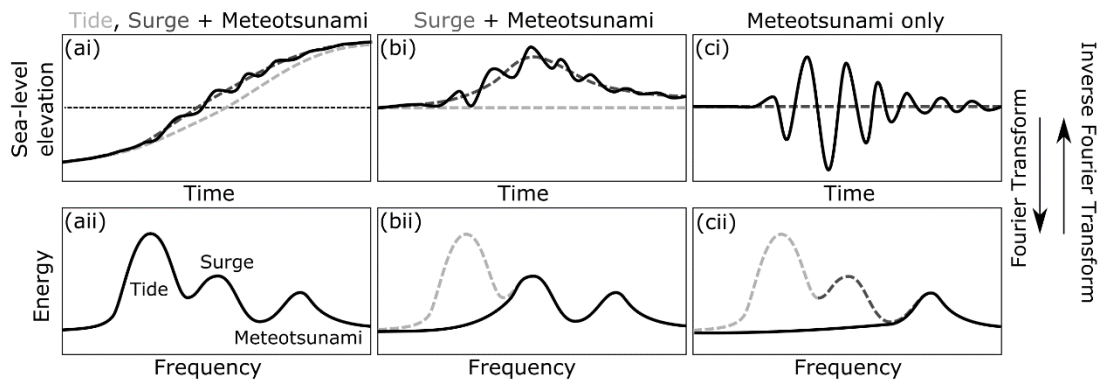 Tide, Surge + Meteotsunami
Surge + Meteotsunami
Meteotsunami only
(ai)
(bi)
(ci)
Sea-level
elevation
Time
Time
Time
(aii)
(bii)
(cii)
Tide
Surge
Meteotsunami
Energy
Frequency
Frequency
Frequency
Fourier Transform
Inverse Fourier Transform